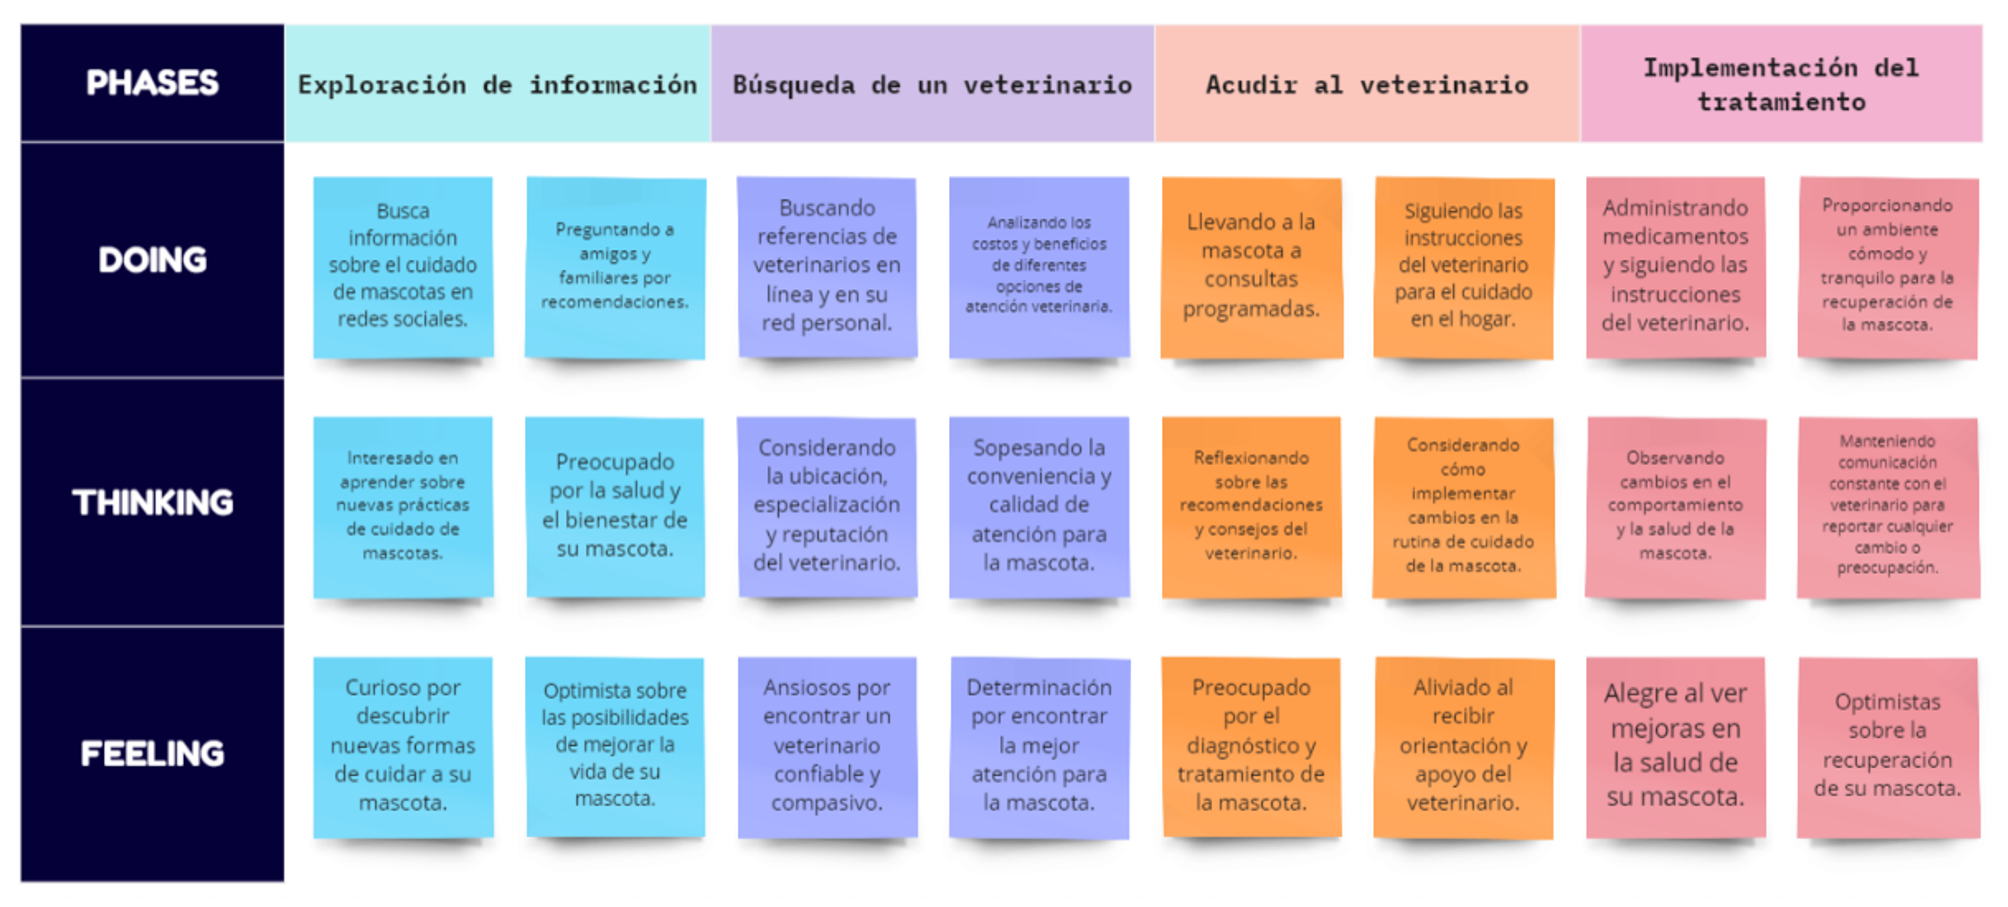 PHASES
Exploración de información
Búsqueda de un veterinario
Acudir al veterinario
Implementación del
tratamiento
DOING
Busca
información
sobre el cuidado
de mascotas en
redes sociales.
Preguntando a
amigos y
familiares por
recomendaciones.
Buscando
referencias de
veterinarios en
línea y en su
red personal.
Analizando los
costos y beneficios
de diferentes
opciones de
atención veterinaria.
Llevando a la
mascota a
consultas
programadas.
Siguiendo las
instrucciones
del veterinario
para el cuidado
en el hogar.
Administrando
medicamentos
y siguiendo las
instrucciones
del veterinario.
Proporcionando
un ambiente
cómodo y
tranquilo para la
recuperación de
la mascota.
THINKING
Interesado en
aprender sobre
nuevas prácticas
de cuidado de
mascotas.
Preocupado
por la salud y
el bienestar de
su mascota.
Considerando
la ubicación,
especialización
y reputación
del veterinario.
Sopesando la
conveniencia y
calidad de
atención para
la mascota.
Reflexionando
sobre las
recomendaciones
y consejos del
veterinario.
Considerando
cómo
implementar
cambios en la
rutina de cuidado
de la mascota.
Observando
cambios en el
comportamiento
y la salud de la
mascota.
Manteniendo
comunicación
constante con el
veterinario para
reportar cualquier
cambio o
preocupación.
FEELING
Curioso por
descubrir
nuevas formas
de cuidar a su
mascota.
Optimista sobre
las posibilidades
de mejorar la
vida de su
mascota.
Ansiosos por
encontrar un
veterinario
confiable y
compasivo.
Determinación
por encontrar
la mejor
atención para
la mascota.
Preocupado
por el
diagnóstico y
tratamiento de
la mascota.
Aliviado al
recibir
orientación y
apoyo del
veterinario.
Alegre al ver
mejoras en
la salud de
su mascota.
Optimistas
sobre la
recuperación
de su mascota.